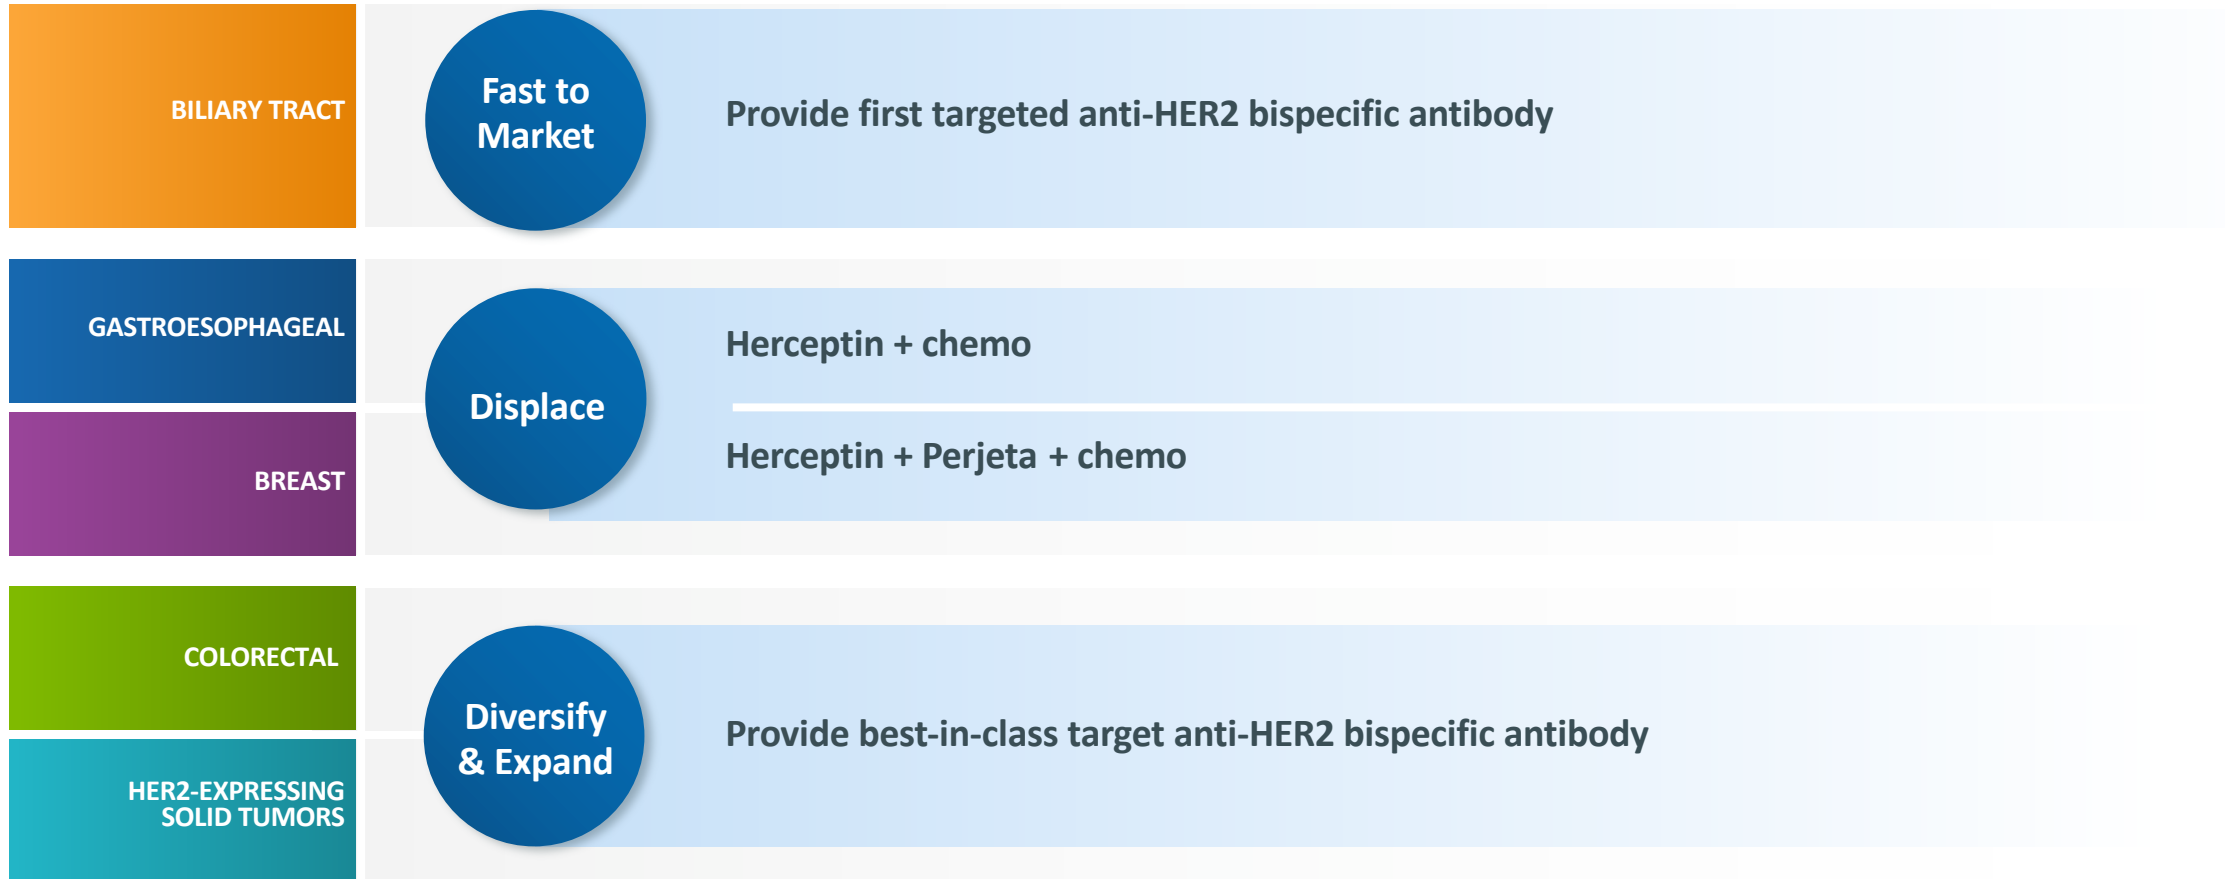 BILIARY TRACT
Fast to
Market
Provide first targeted anti-HER2 bispecific antibody
GASTROESOPHAGEAL
BREAST
Displace
Herceptin + chemo
Herceptin + Perjeta + chemo
COLORECTAL
HER2-EXPRESSING
SOLID TUMORS
Diversify
& Expand
Provide best-in-class target anti-HER2 bispecific antibody